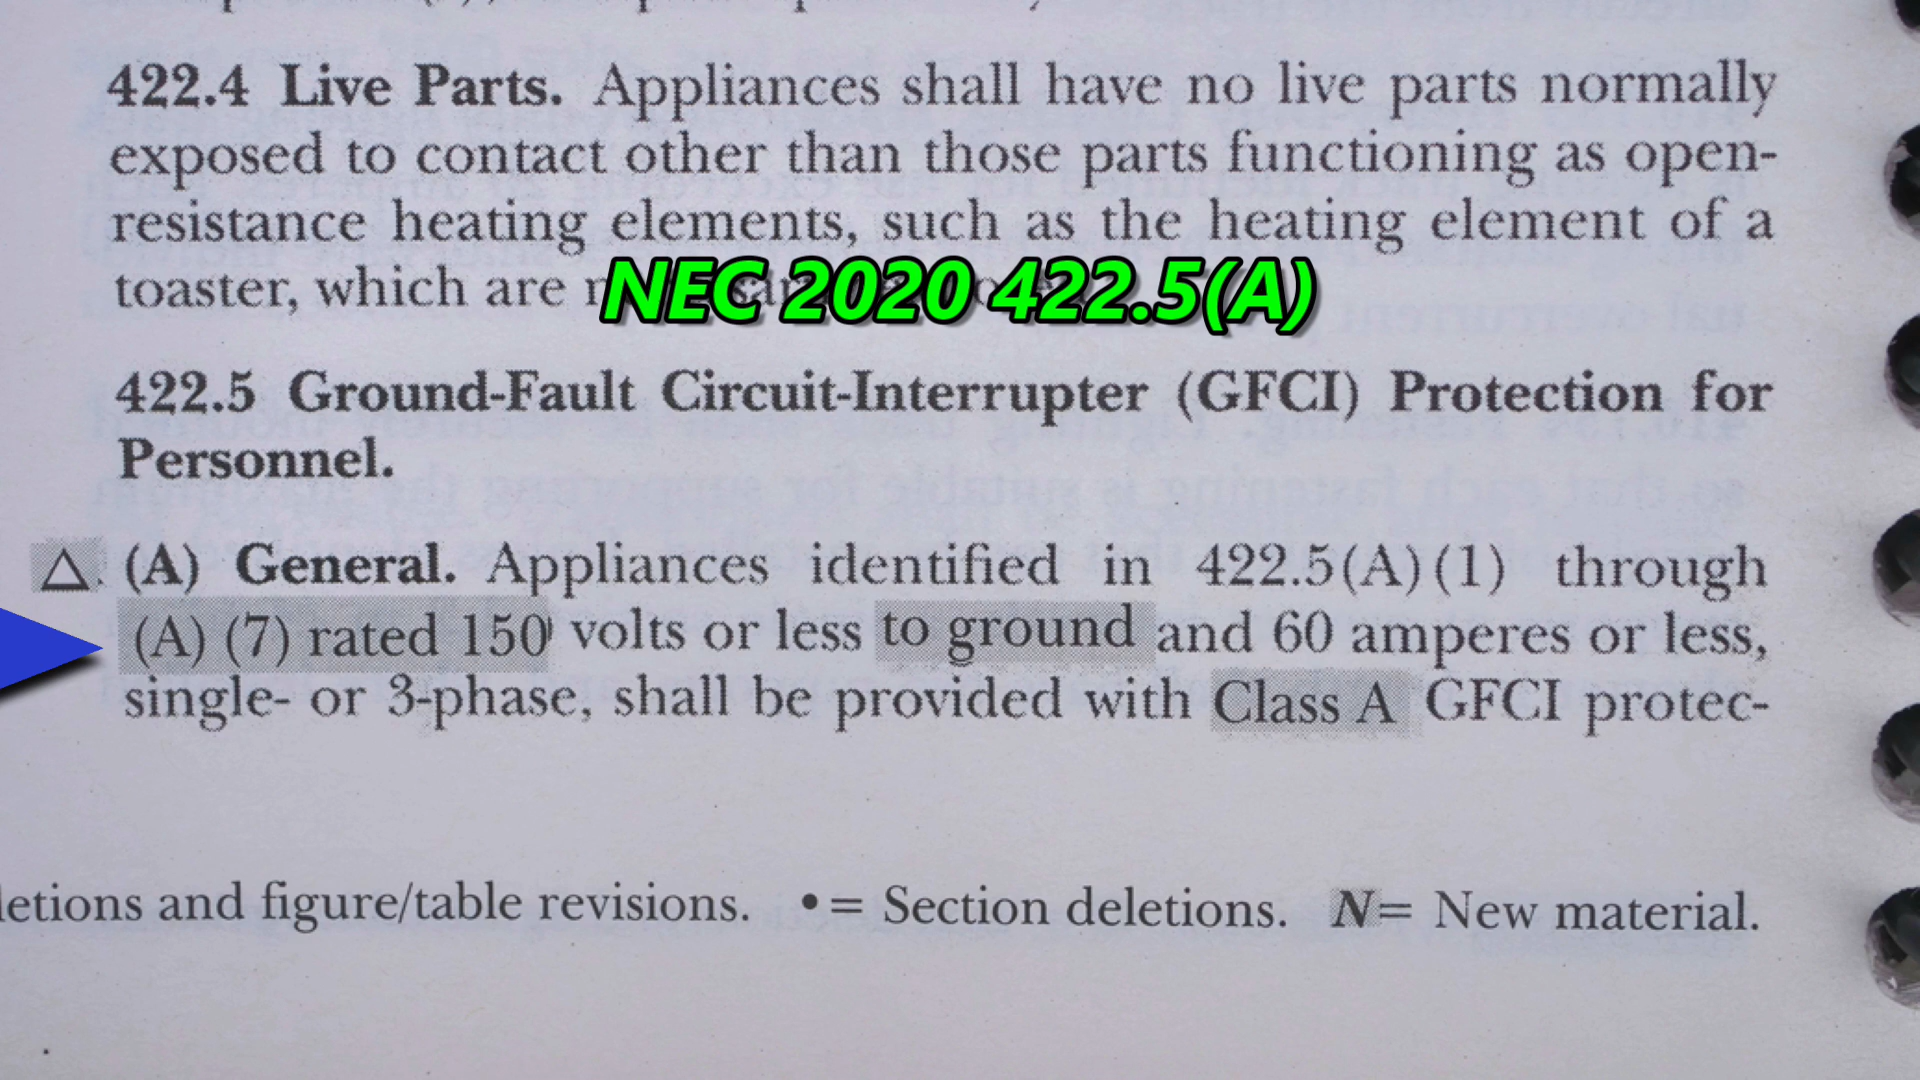 422.4 Live Parts. Appliances shall have no live parts normally
exposed to contact other than those parts functioning as open-
resistance heating elements, such as the heating element of a
toaster, which are
NEC 2020 422.5(A)
422.5 Ground-Fault Circuit-Interrupter (GFCI) Protection for
Personnel.
Δ (A) General. Appliances identified in 422.5(A)(1) through
(A)(7) rated 150 volts or less to ground and 60 amperes or less,
single- or 3-phase, shall be provided with Class A GFCI protec-
letions and figure/table revisions. • = Section deletions. N = New material.